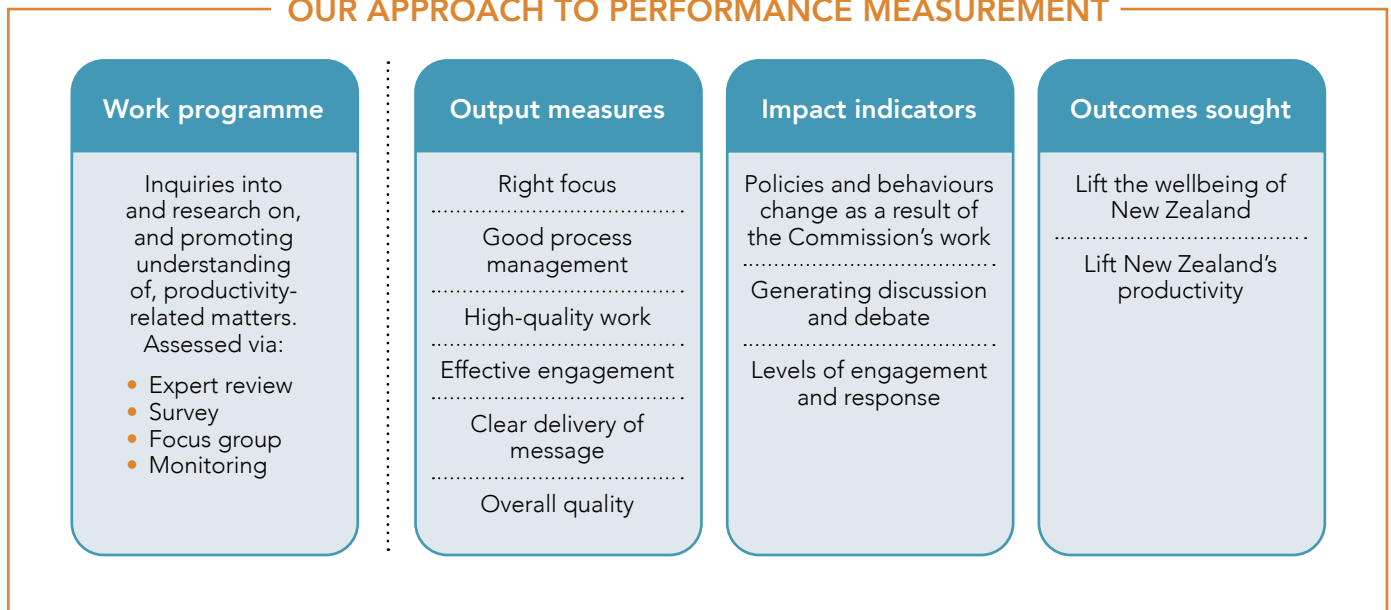 OUR APPROACH TO PERFORMANCE MEASUREMENT
Work programme
Inquiries into
and research on,
and promoting
understanding
of, productivity-
related matters.
Assessed via:
• Expert review
• Survey
• Focus group
• Monitoring
Output measures
Right focus
Good process
management
High-quality work
Effective engagement
Clear delivery of
message
Overall quality
Impact indicators
Policies and behaviours
change as a result of
the Commission’s work
Generating discussion
and debate
Levels of engagement
and response
Outcomes sought
Lift the wellbeing of
New Zealand
Lift New Zealand’s
productivity